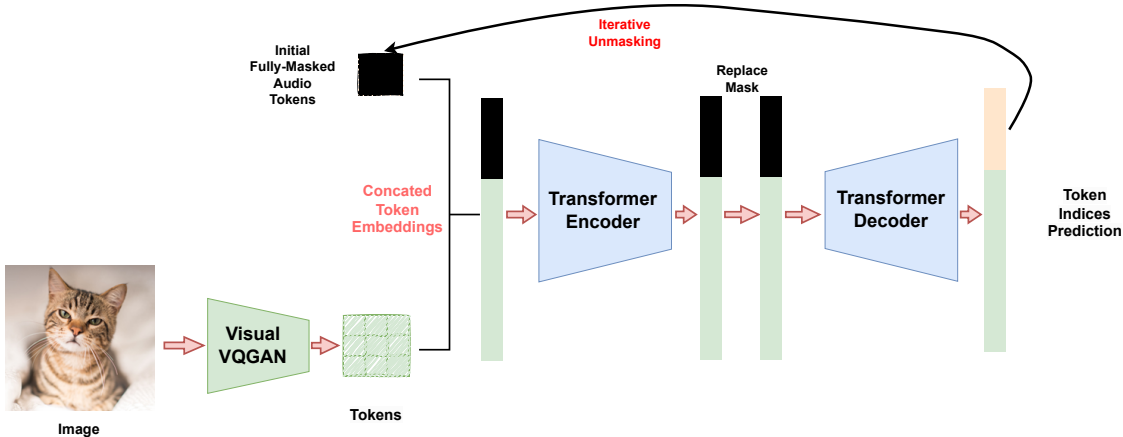 Iterative
Unmasking
Initial
Fully-Masked
Audio
Tokens
Replace
Mask
Concated
Token
Embeddings
Transformer
Encoder
Transformer
Decoder
Token
Indices
Prediction
Visual
VQGAN
Tokens
Image